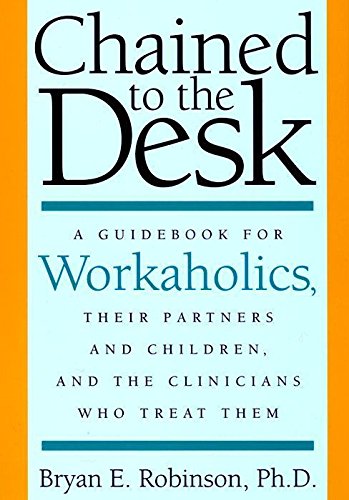 Chained
to the
Desk
A GUIDEBOOK FOR
Workaholics,
THEIR PARTNERS
AND CHILDREN,
AND THE CLINICIANS
WHO TREAT THEM
Bryan E. Robinson, Ph.D.